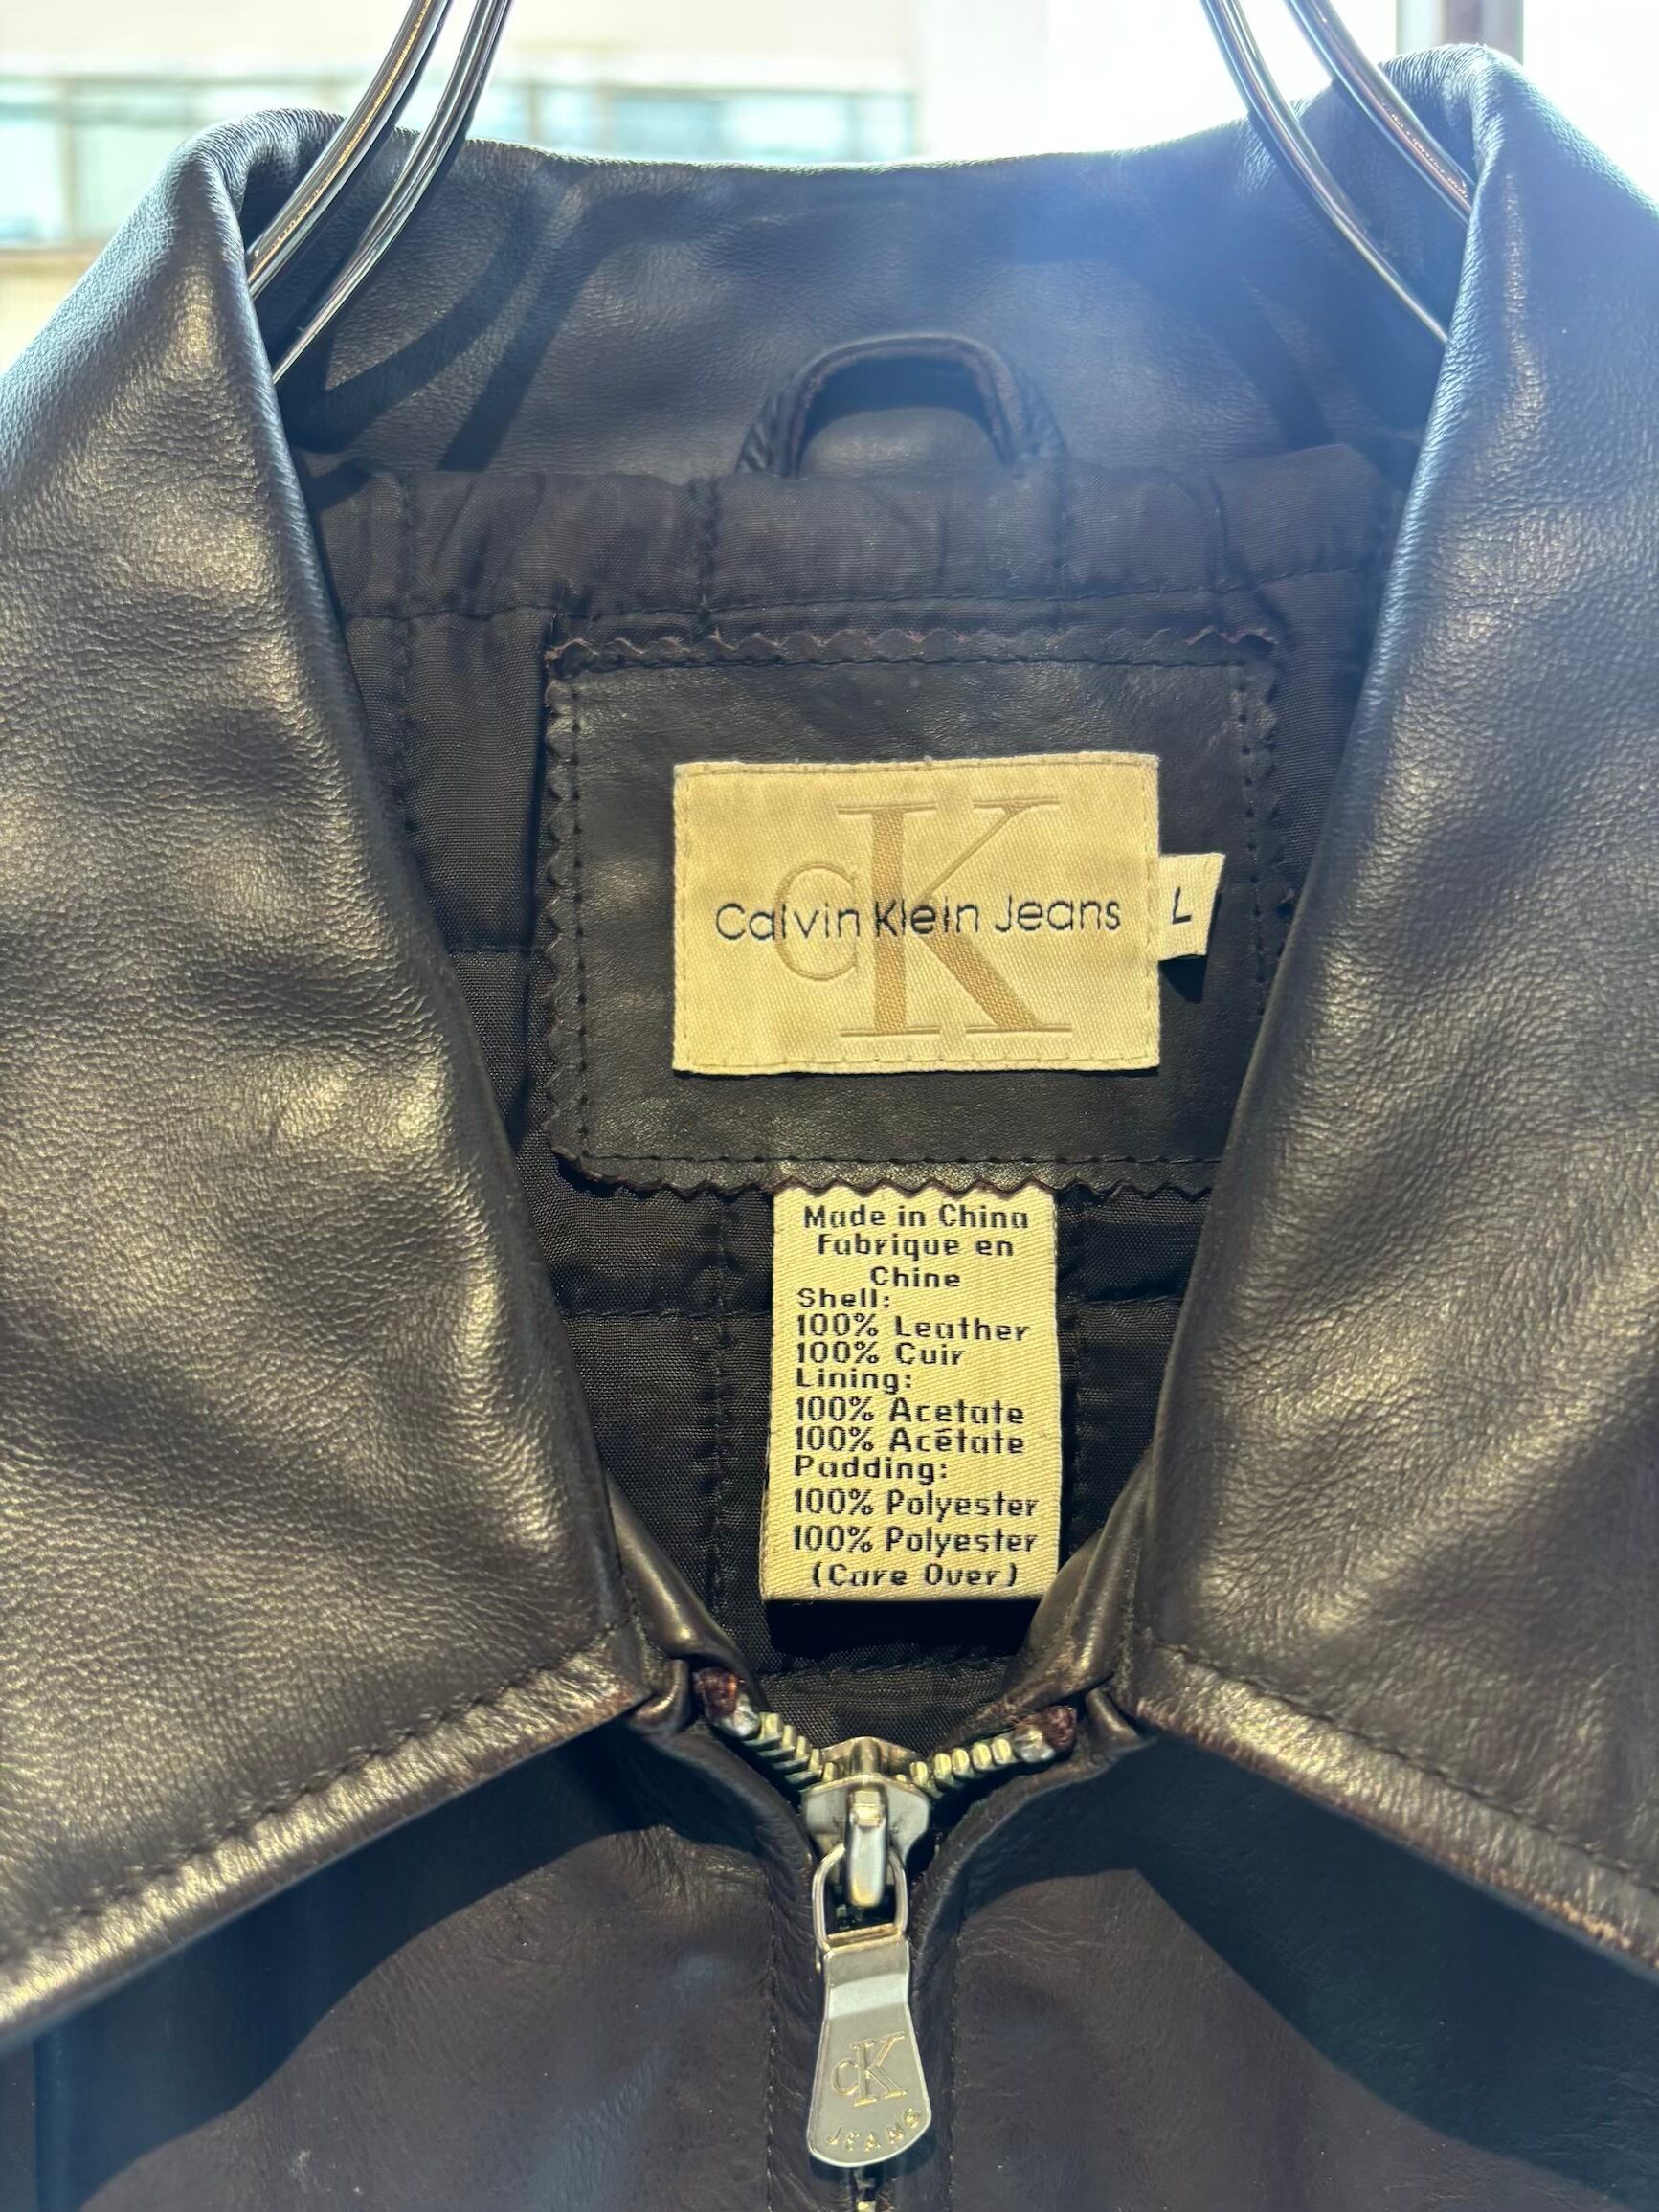 CK
Calvin Klein Jeans
L
Made in China
Fabrique en
Chine
Shell:
100% Leather
100% Cuir
Lining:
100% Acetate
100% Acétate
Padding:
100% Polyester
100% Polyester
(Care Over)
CK
JEANS